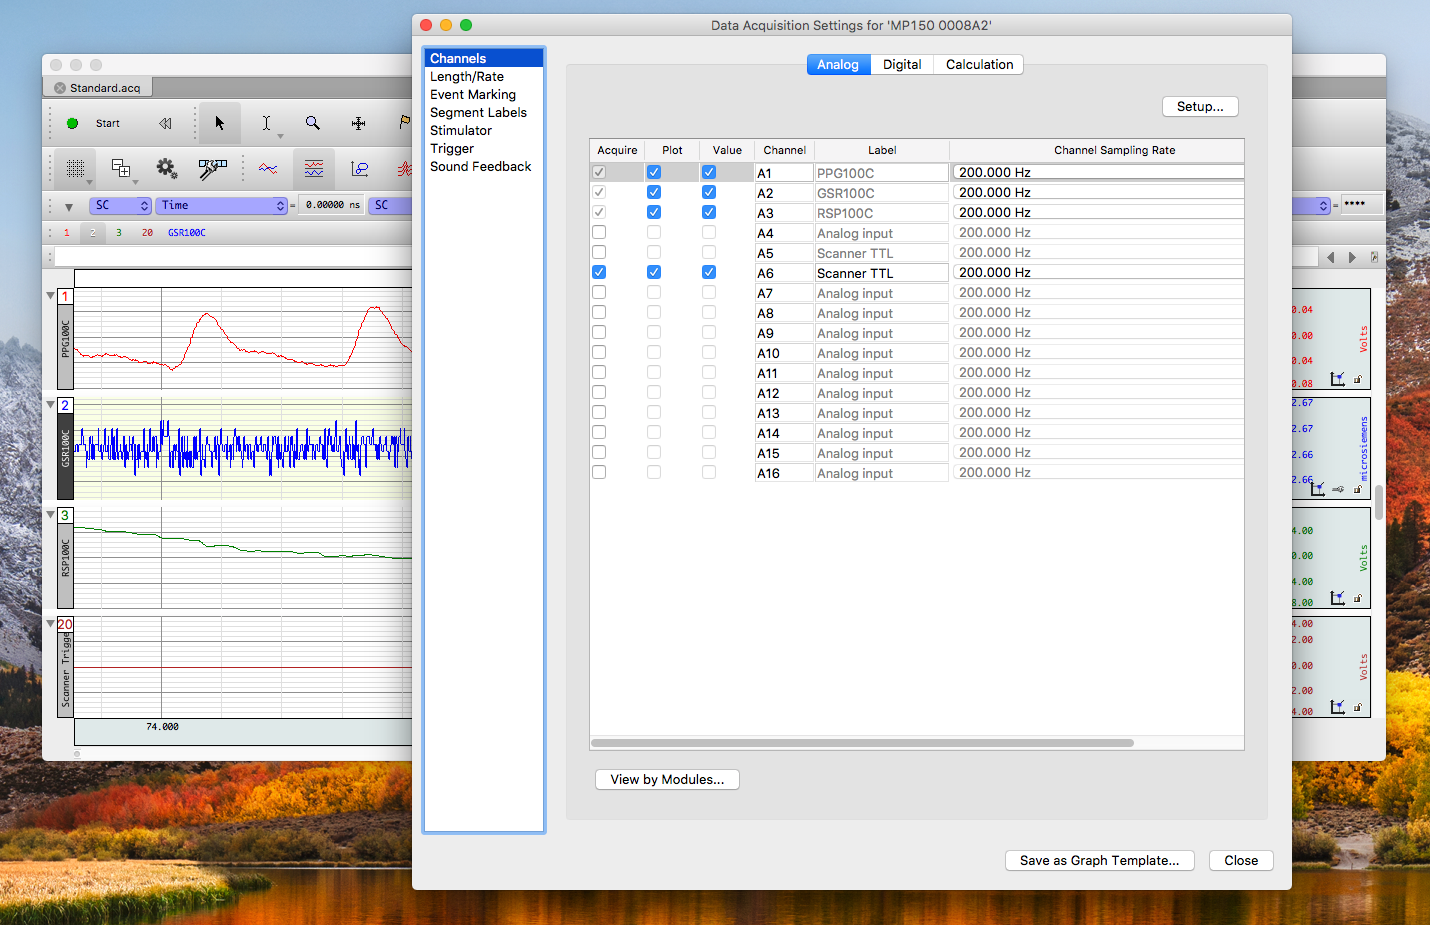 Data Acquisition Settings for 'MP150 0008A2'
Standard.acq
Start
SC
Time
= 0.00000 ns
SC
= ****
1 2 3 20 GSR100C
Channels
Length/Rate
Event Marking
Segment Labels
Stimulator
Trigger
Sound Feedback
Analog Digital Calculation
Setup...
Acquire Plot Value Channel Label Channel Sampling Rate
A1 PPG100C 200.000 Hz
A2 GSR100C 200.000 Hz
A3 RSP100C 200.000 Hz
A4 Analog input 200.000 Hz
A5 Scanner TTL 200.000 Hz
A6 Scanner TTL 200.000 Hz
A7 Analog input 200.000 Hz
A8 Analog input 200.000 Hz
A9 Analog input 200.000 Hz
A10 Analog input 200.000 Hz
A11 Analog input 200.000 Hz
A12 Analog input 200.000 Hz
A13 Analog input 200.000 Hz
A14 Analog input 200.000 Hz
A15 Analog input 200.000 Hz
A16 Analog input 200.000 Hz
View by Modules...
Save as Graph Template... Close
1
PPG100C
2
GSR100C
3
RSP100C
20
Scanner Trigge
74.000
0.04
0.00
0.04
0.08
Volts
2.67
2.67
2.66
2.66
microsiemens
4.00
0.00
4.00
8.00
Volts
4.00
2.00
0.00
2.00
4.00
Volts